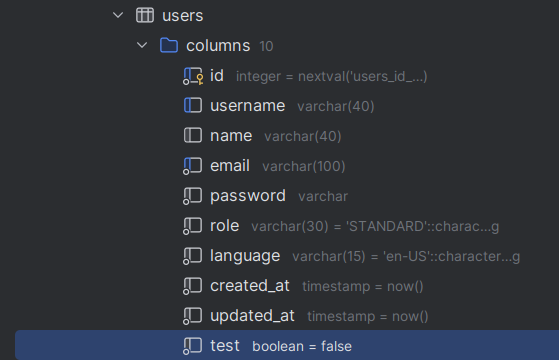 users
columns 10
id integer = nextval('users_id_...)
username varchar(40)
name varchar(40)
email varchar(100)
password varchar
role varchar(30) = 'STANDARD'::charac...g
language varchar(15) = 'en-US'::character...g
created_at timestamp = now()
updated_at timestamp = now()
test boolean = false